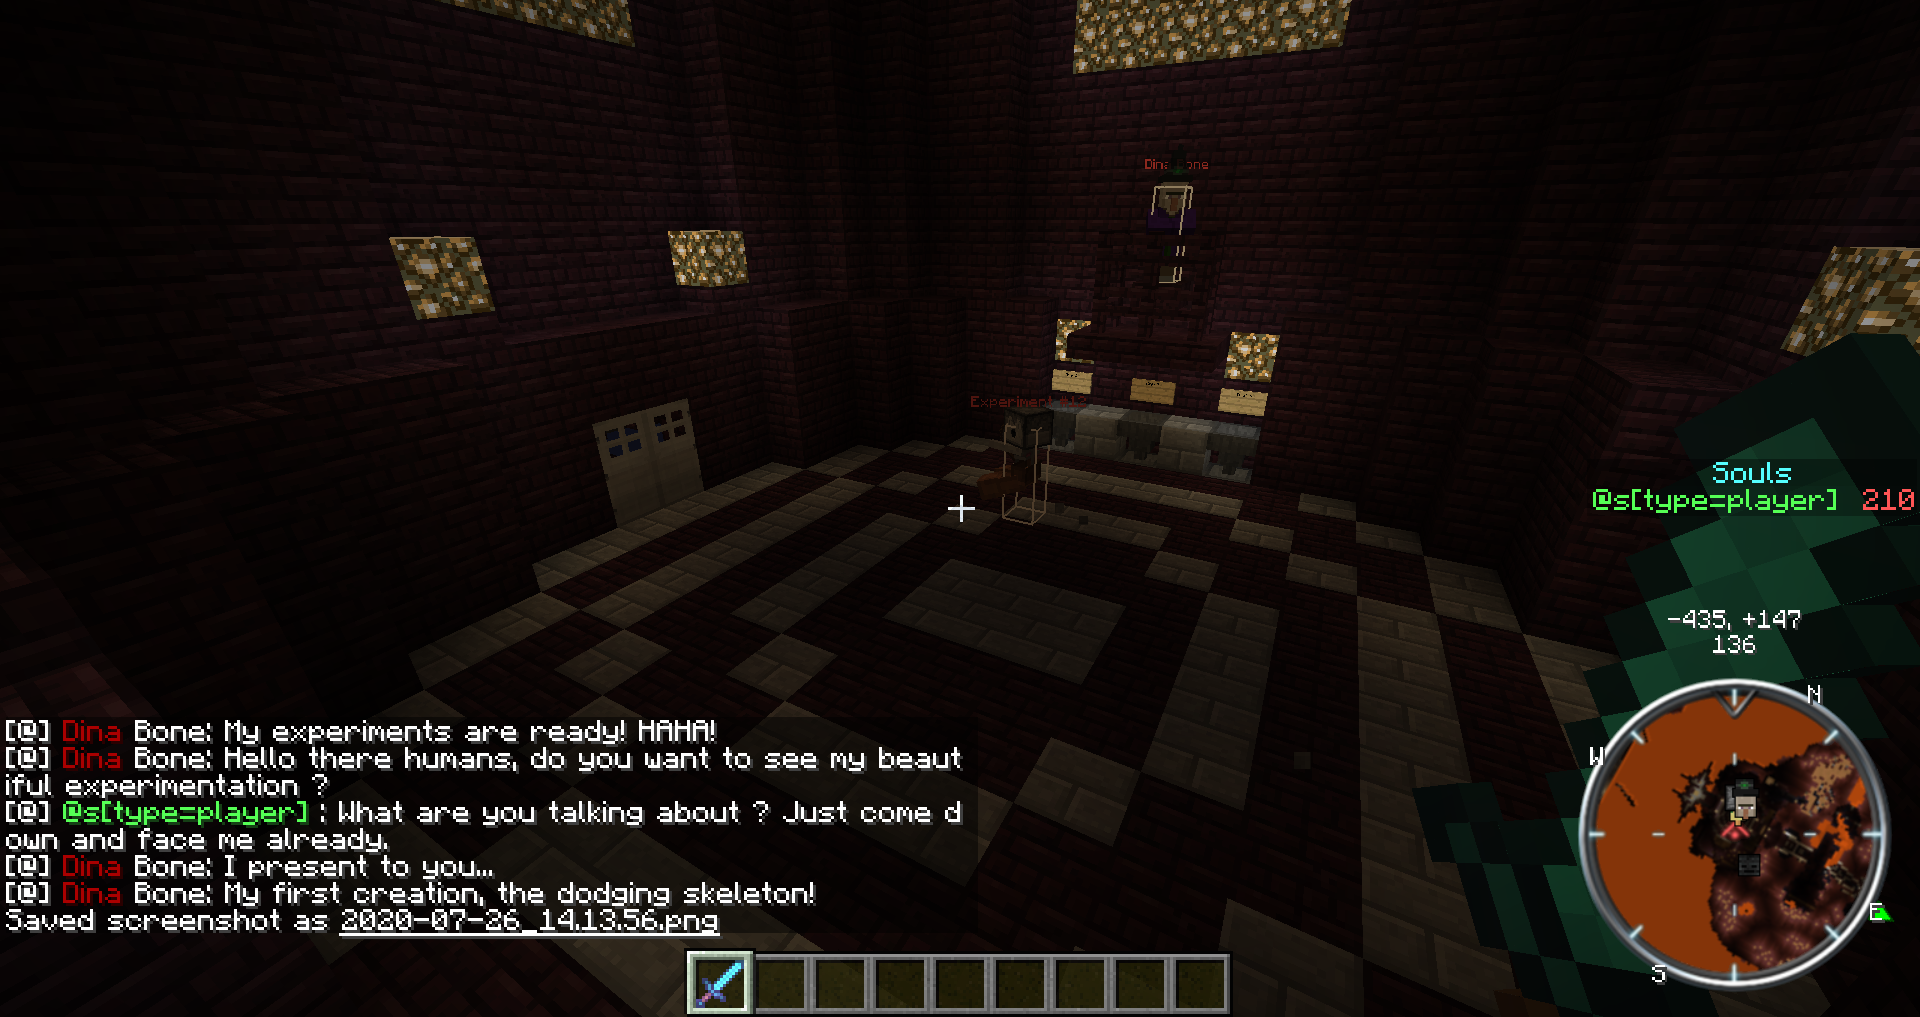 Experiment #12
Souls
@s[type=player] 210
-435, +147
136
N
W
E
S
[@] Dina Bone: My experiments are ready! HAHA!
[@] Dina Bone: Hello there humans, do you want to see my beaut
iful experimentation ?
[@] @s[type=player] : What are you talking about ? Just come d
own and face me already.
[@] Dina Bone: I present to you...
[@] Dina Bone: My first creation, the dodging skeleton!
Saved screenshot as 2020-07-26_14.13.56.png